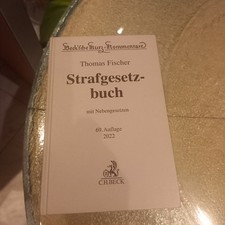 Beck'sche Kurz-Kommentare
Thomas Fischer
Strafgesetz-
buch
mit Nebengesetzen
69. Auflage
2022
C.H.BECK